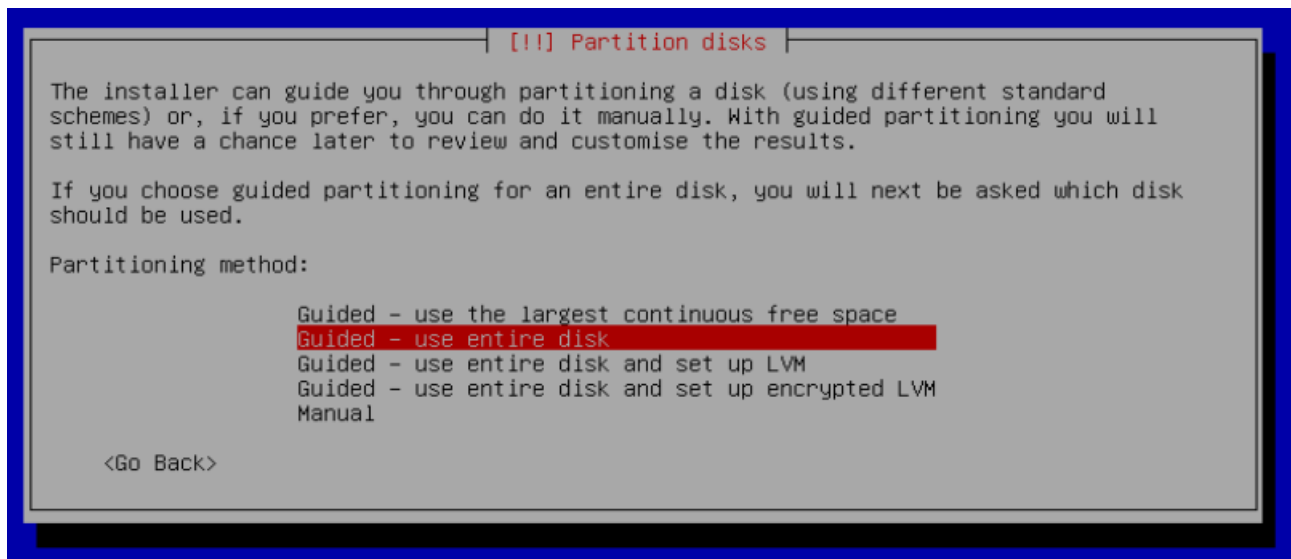 [!!] Partition disks
The installer can guide you through partitioning a disk (using different standard
schemes) or, if you prefer, you can do it manually. With guided partitioning you will
still have a chance later to review and customise the results.
If you choose guided partitioning for an entire disk, you will next be asked which disk
should be used.
Partitioning method:
Guided - use the largest continuous free space
Guided - use entire disk
Guided - use entire disk and set up LVM
Guided - use entire disk and set up encrypted LVM
Manual
<Go Back>